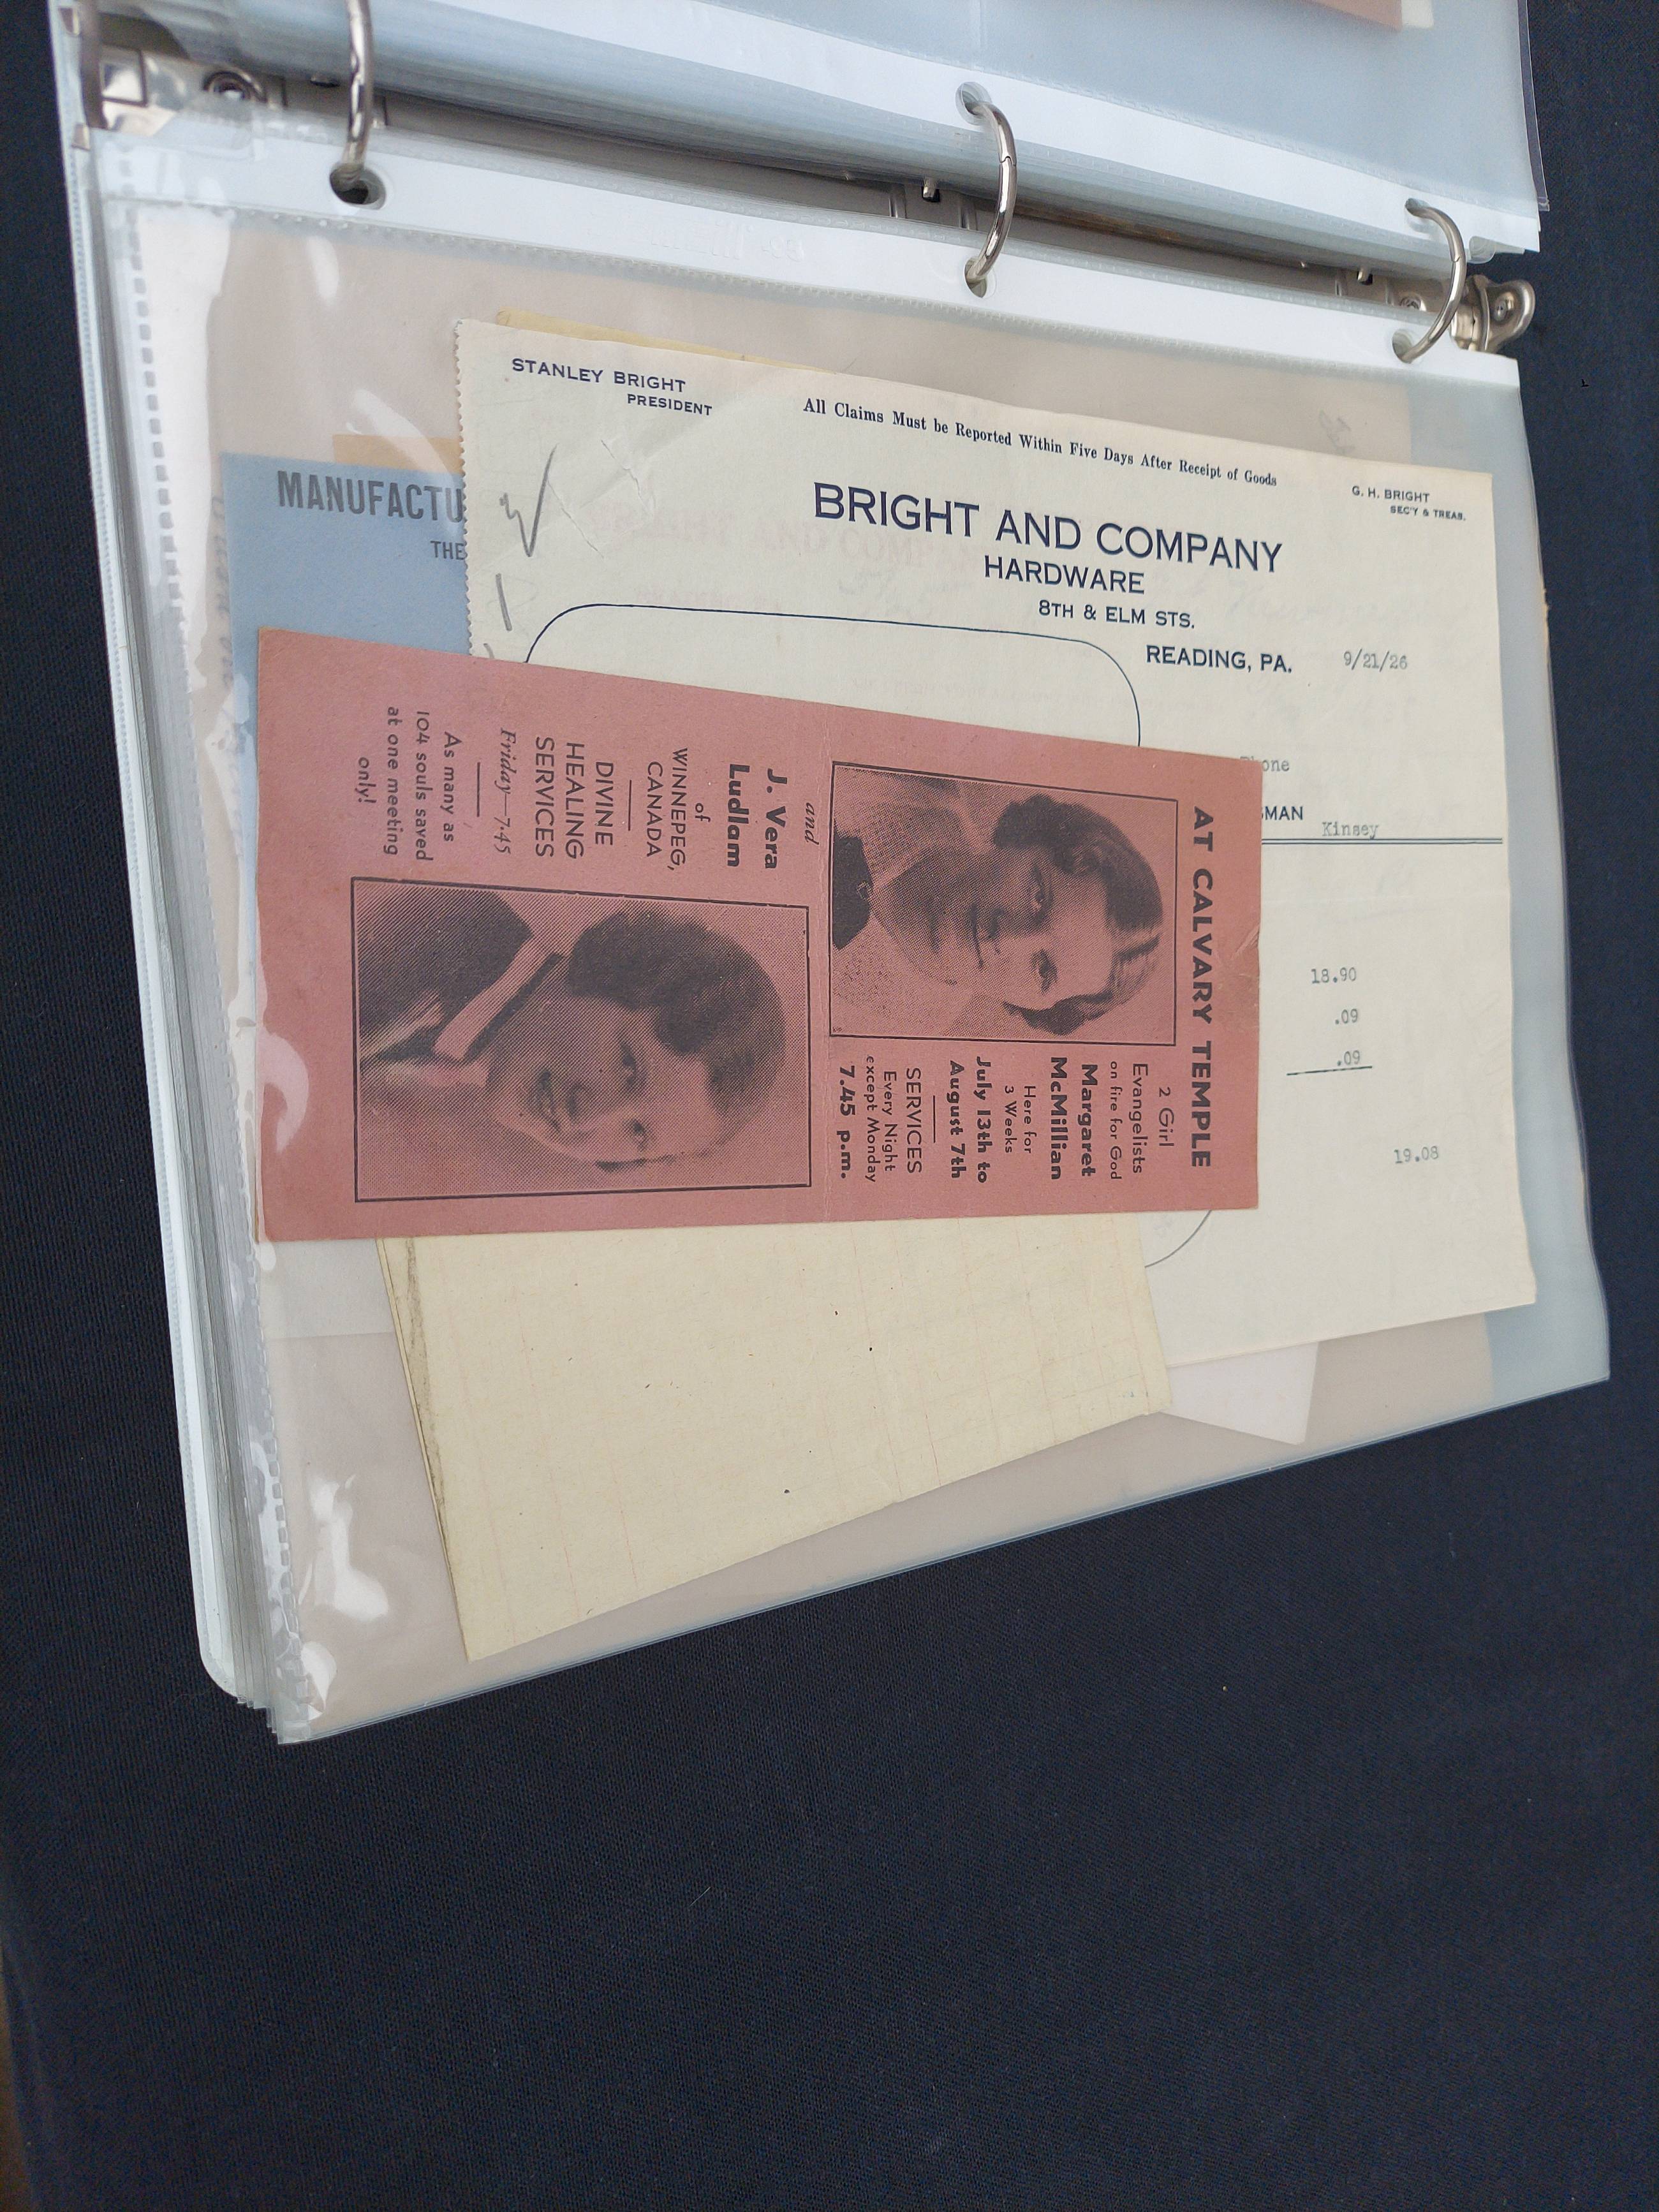 STANLEY BRIGHT
PRESIDENT
All Claims Must be Reported Within Five Days After Receipt of Goods
G. H. BRIGHT
SEC'Y & TREAS.
BRIGHT AND COMPANY
HARDWARE
8TH & ELM STS.
READING, PA. 9/21/26
Phone
SMAN Kinsey
18.90
.09
.09
19.08
MANUFACTU
THE
AT CALVARY TEMPLE
2 Girl
Evangelists
on fire for God
Margaret
McMillian
Here for
3 Weeks
July 13th to
August 7th
SERVICES
Every Night
except Monday
7.45 p.m.
and
J. Vera
Ludlam
of
WINNEPEG,
CANADA
DIVINE
HEALING
SERVICES
Friday—7.45
As many as
104 souls saved
at one meeting
only!